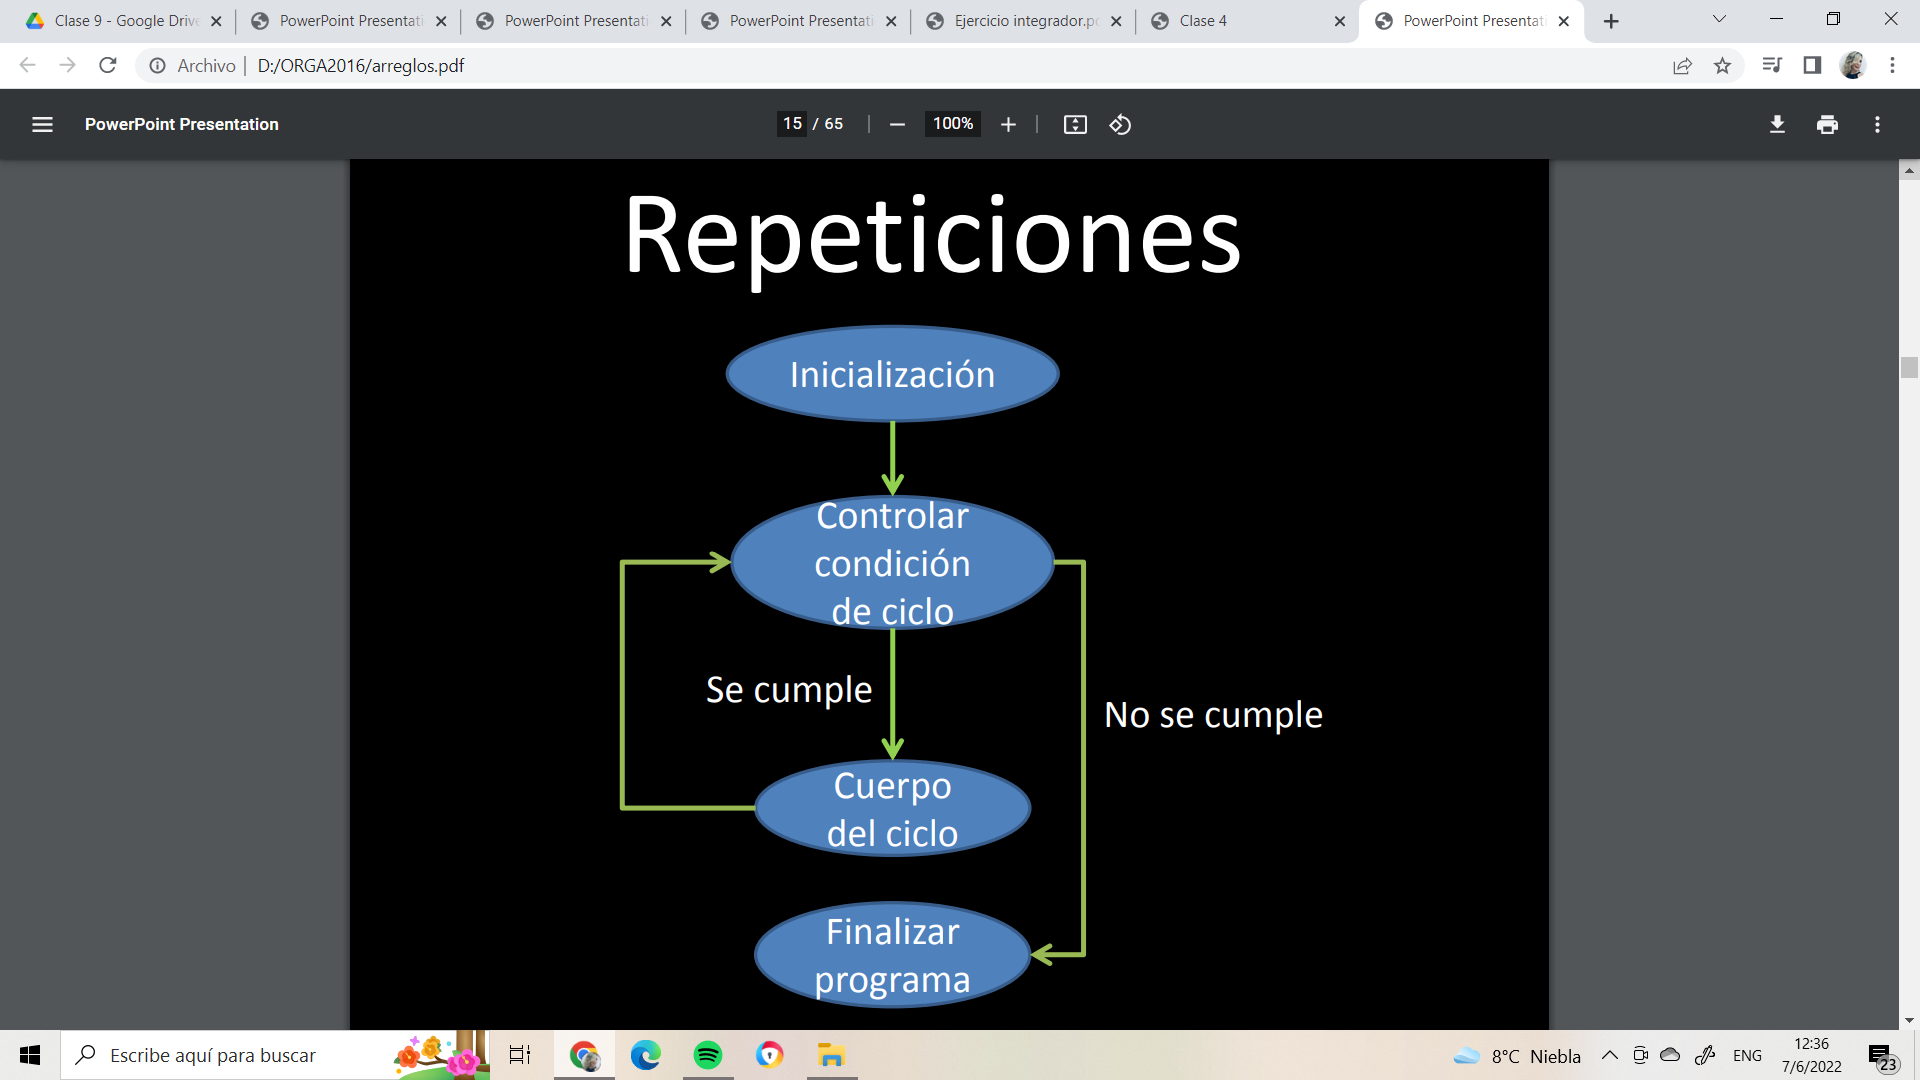 Clase 9 - Google Drive
PowerPoint Presentati
PowerPoint Presentati
PowerPoint Presentati
Ejercicio integrador.pd
Clase 4
PowerPoint Presentati
Archivo
D:/ORGA2016/arreglos.pdf
PowerPoint Presentation
15 / 65
100%
Repeticiones
Inicialización
Controlar
condición
de ciclo
Se cumple
No se cumple
Cuerpo
del ciclo
Finalizar
programa
Escribe aquí para buscar
8°C Niebla
ENG
12:36
7/6/2022
23